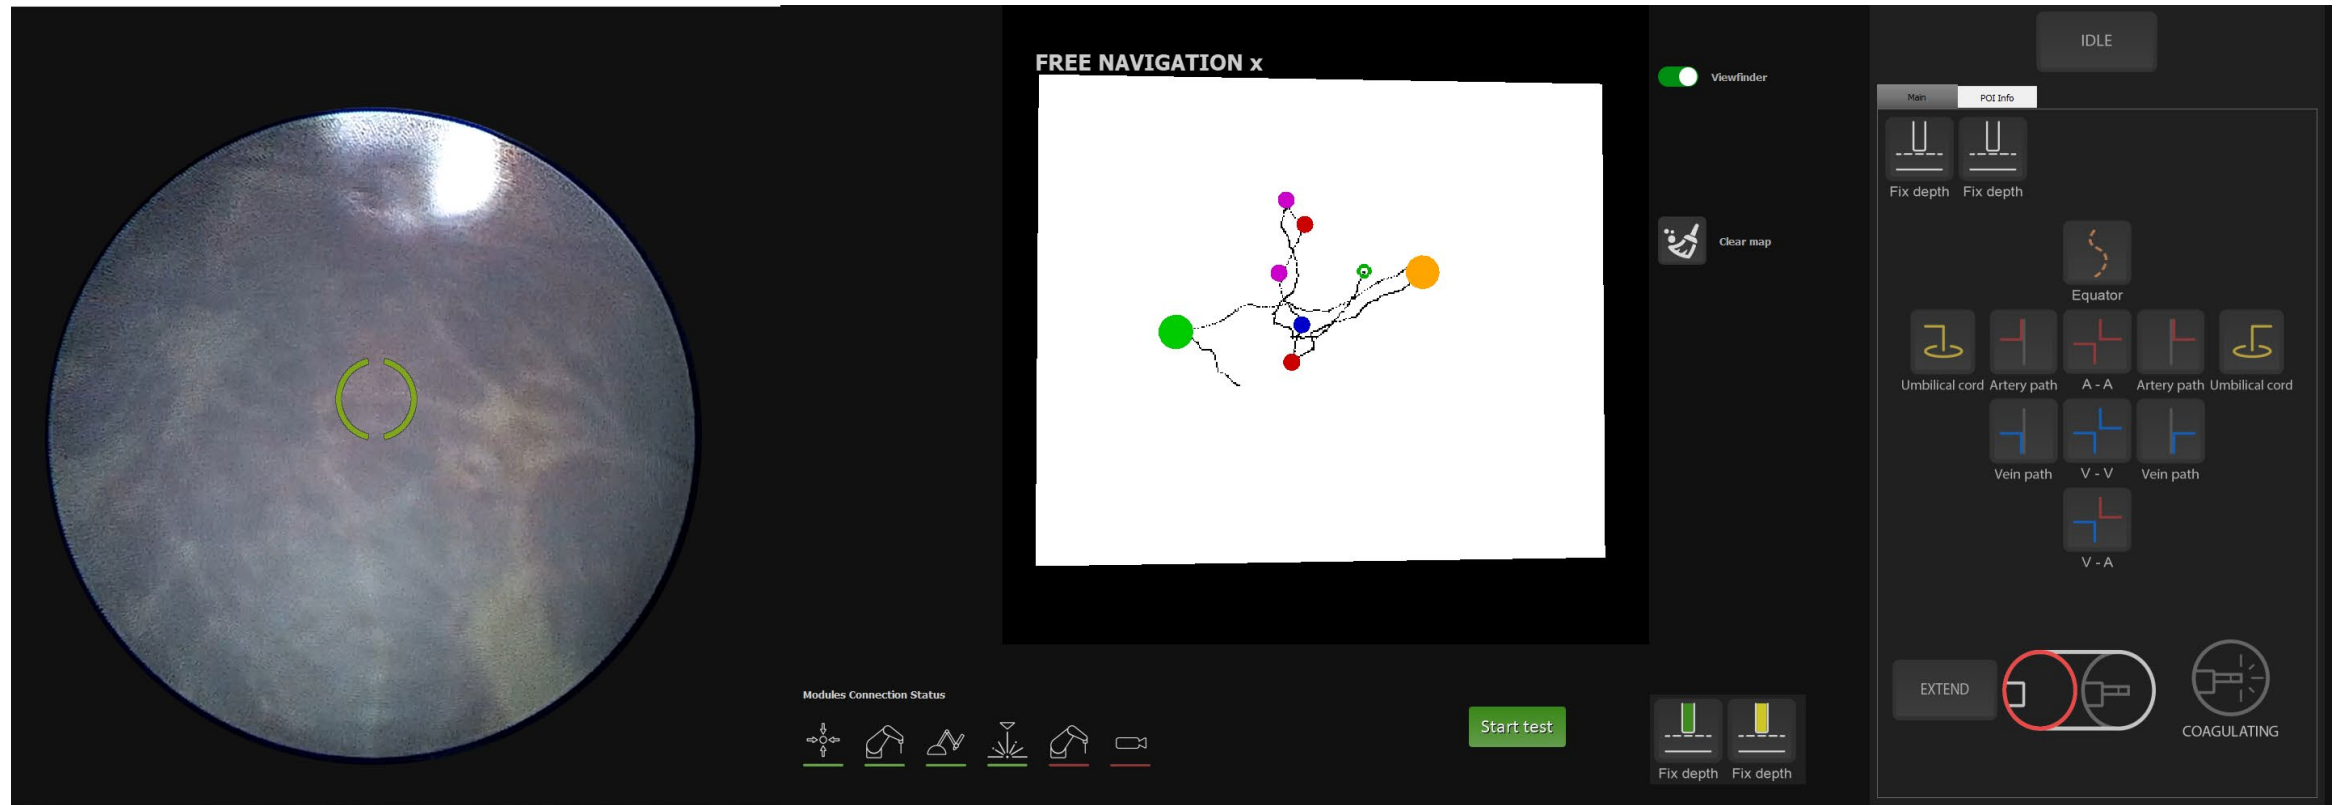 FREE NAVIGATION x
Viewfinder
Clear map
Modules Connection Status
Start test
Fix depth
Fix depth
IDLE
Main
POI Info
Fix depth
Fix depth
Equator
Umbilical cord
Artery path
A - A
Artery path
Umbilical cord
Vein path
V - V
Vein path
V - A
EXTEND
COAGULATING